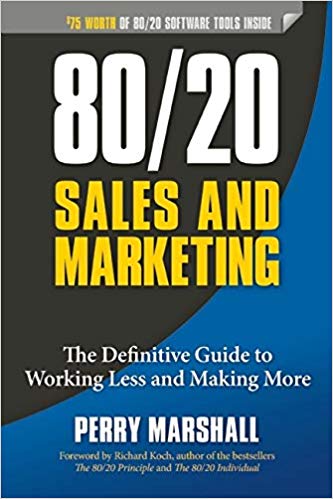 $75 WORTH OF 80/20 SOFTWARE TOOLS INSIDE
80/20
SALES AND
MARKETING
The Definitive Guide to
Working Less and Making More
PERRY MARSHALL
Foreword by Richard Koch, author of the bestsellers
The 80/20 Principle and The 80/20 Individual